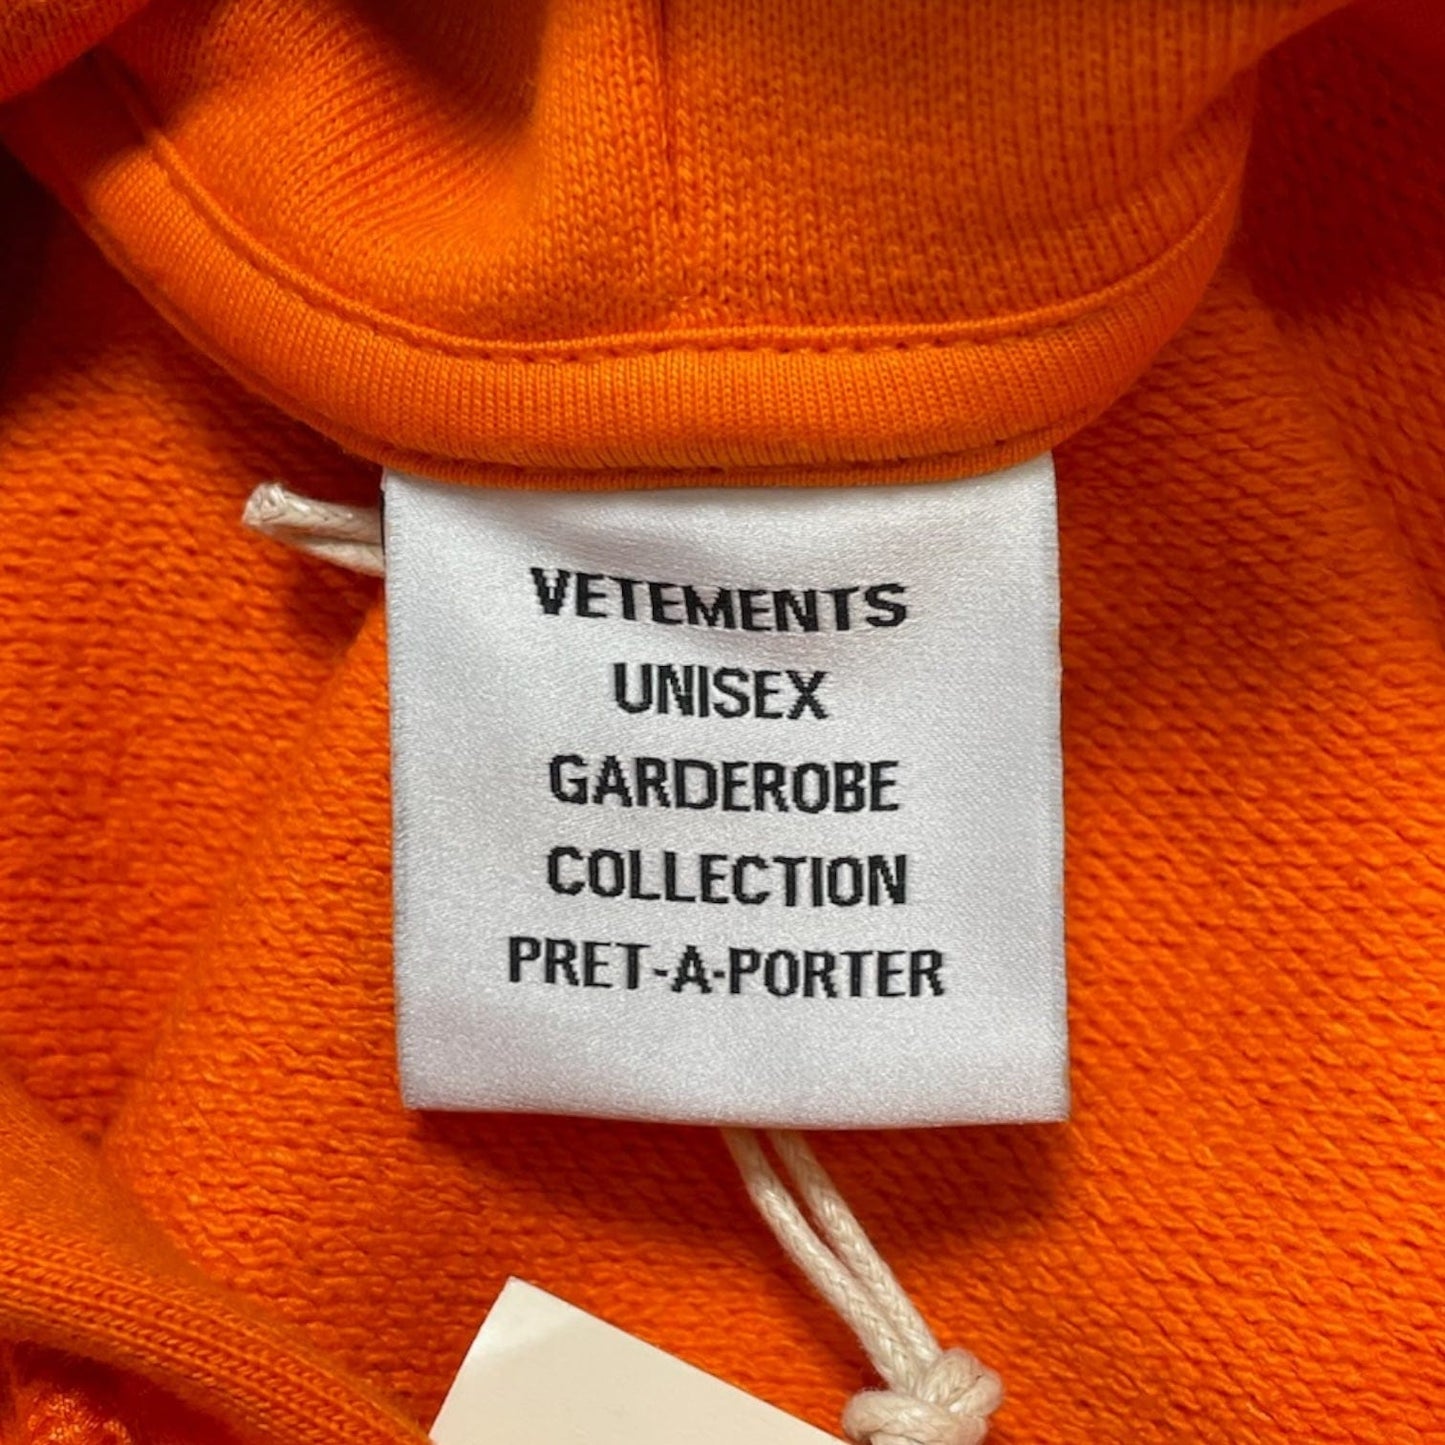 VETEMENTS
UNISEX
GARDEROBE
COLLECTION
PRET-A-PORTER